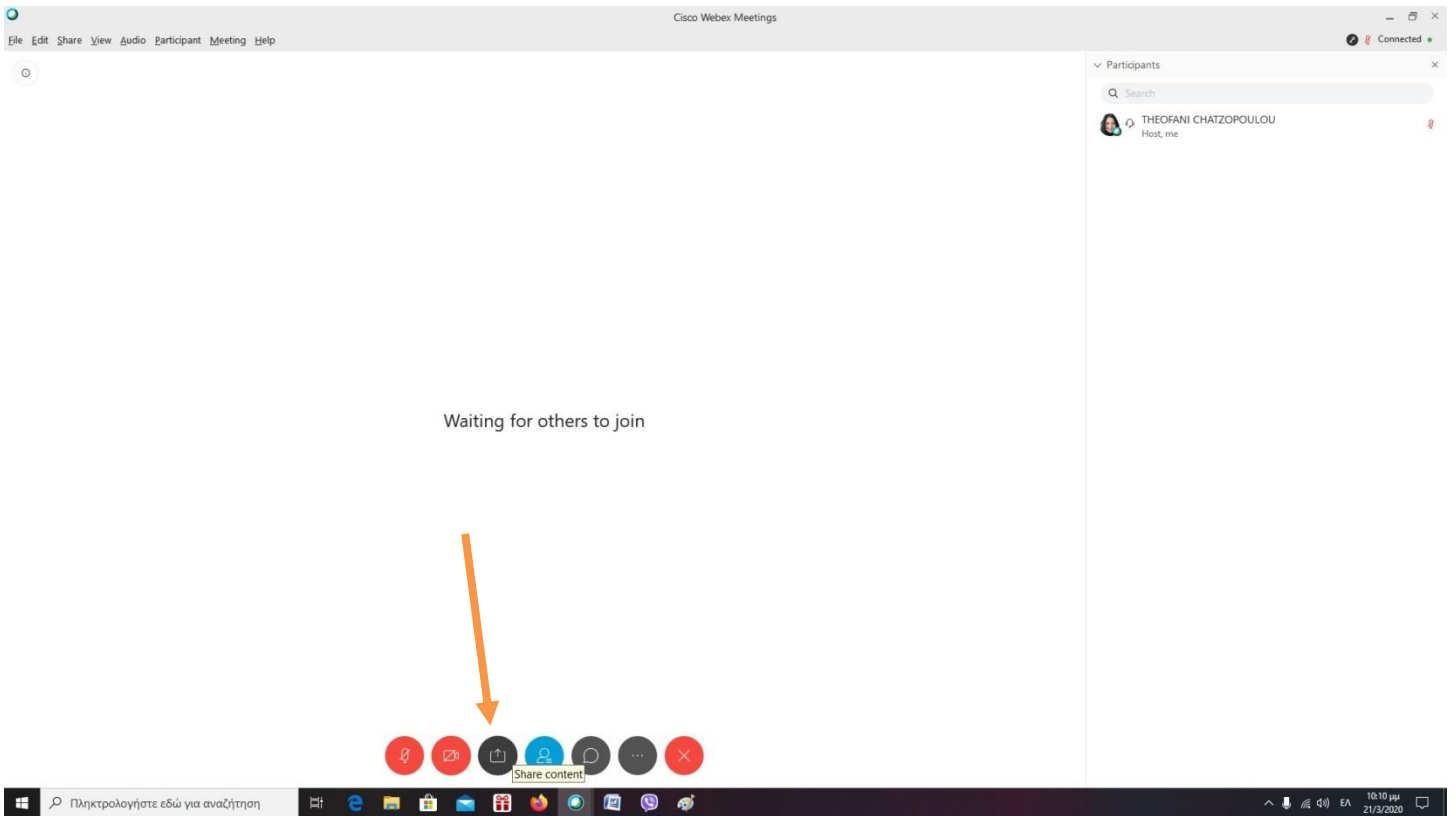 Cisco Webex Meetings
File Edit Share View Audio Participant Meeting Help
Connected
Participants
Search
THEOFANI CHATZOPOULOU
Host, me
Waiting for others to join
Share content
Πληκτρολογήστε εδώ για αναζήτηση
ΕΛ
10:10 μμ
21/3/2020